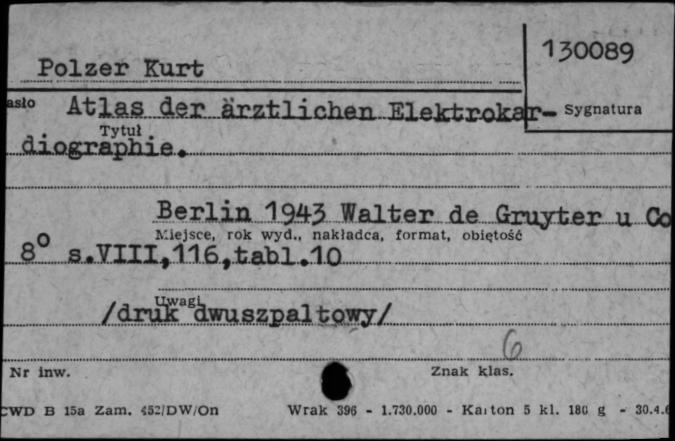 130089
Polzer Kurt
asło Atlas der ärztlichen Elektrokar- Sygnatura
Tytuł
diographie.
Berlin 1943 Walter de Gruyter u Co
Miejsce, rok wyd., nakładca, format, obiętość
8° s.VIII,116,tabl.10
Uwagi
/druk dwuszpaltowy/
6
Nr inw. Znak klas.
CWD B 15a Zam. 452/DW/On Wrak 396 - 1.730.000 - Karton 5 kl. 180 g - 30.4.6